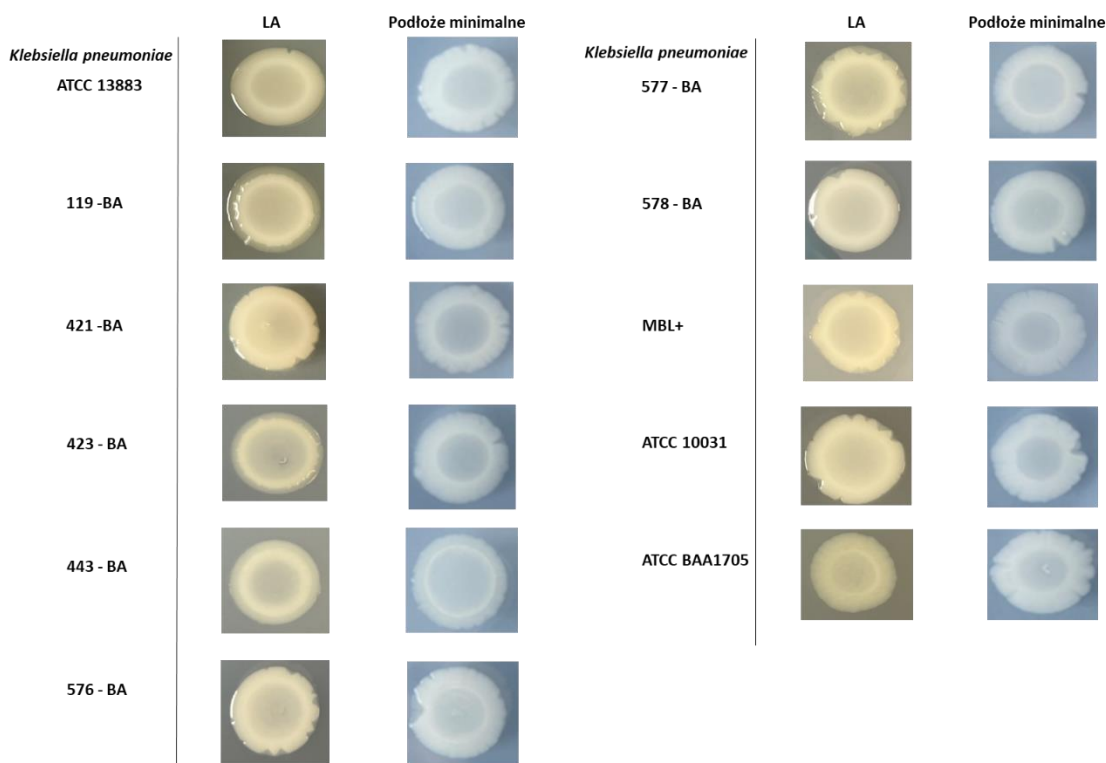 LA Podłoże minimalne
Klebsiella pneumoniae
ATCC 13883
119 -BA
421 -BA
423 - BA
443 - BA
576 - BA
LA Podłoże minimalne
Klebsiella pneumoniae
577 - BA
578 - BA
MBL+
ATCC 10031
ATCC BAA1705